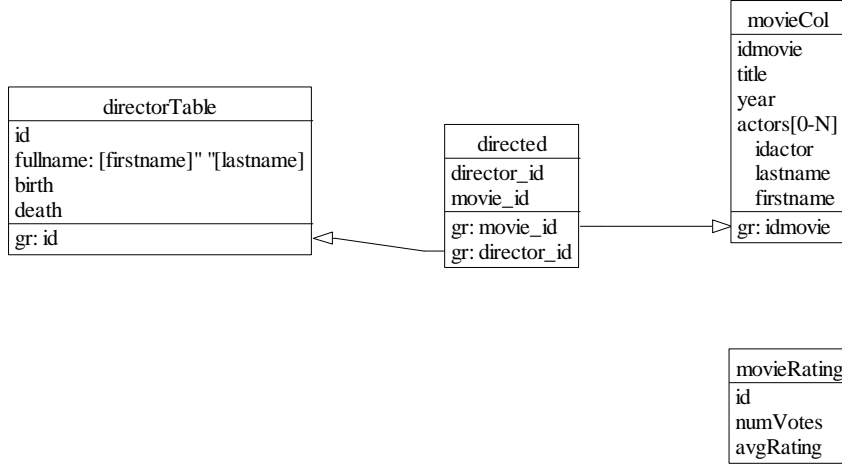 directorTable
id
fullname: [firstname]" "[lastname]
birth
death
gr: id
directed
director_id
movie_id
gr: movie_id
gr: director_id
movieCol
idmovie
title
year
actors[0-N]
idactor
lastname
firstname
gr: idmovie
movieRating
id
numVotes
avgRating